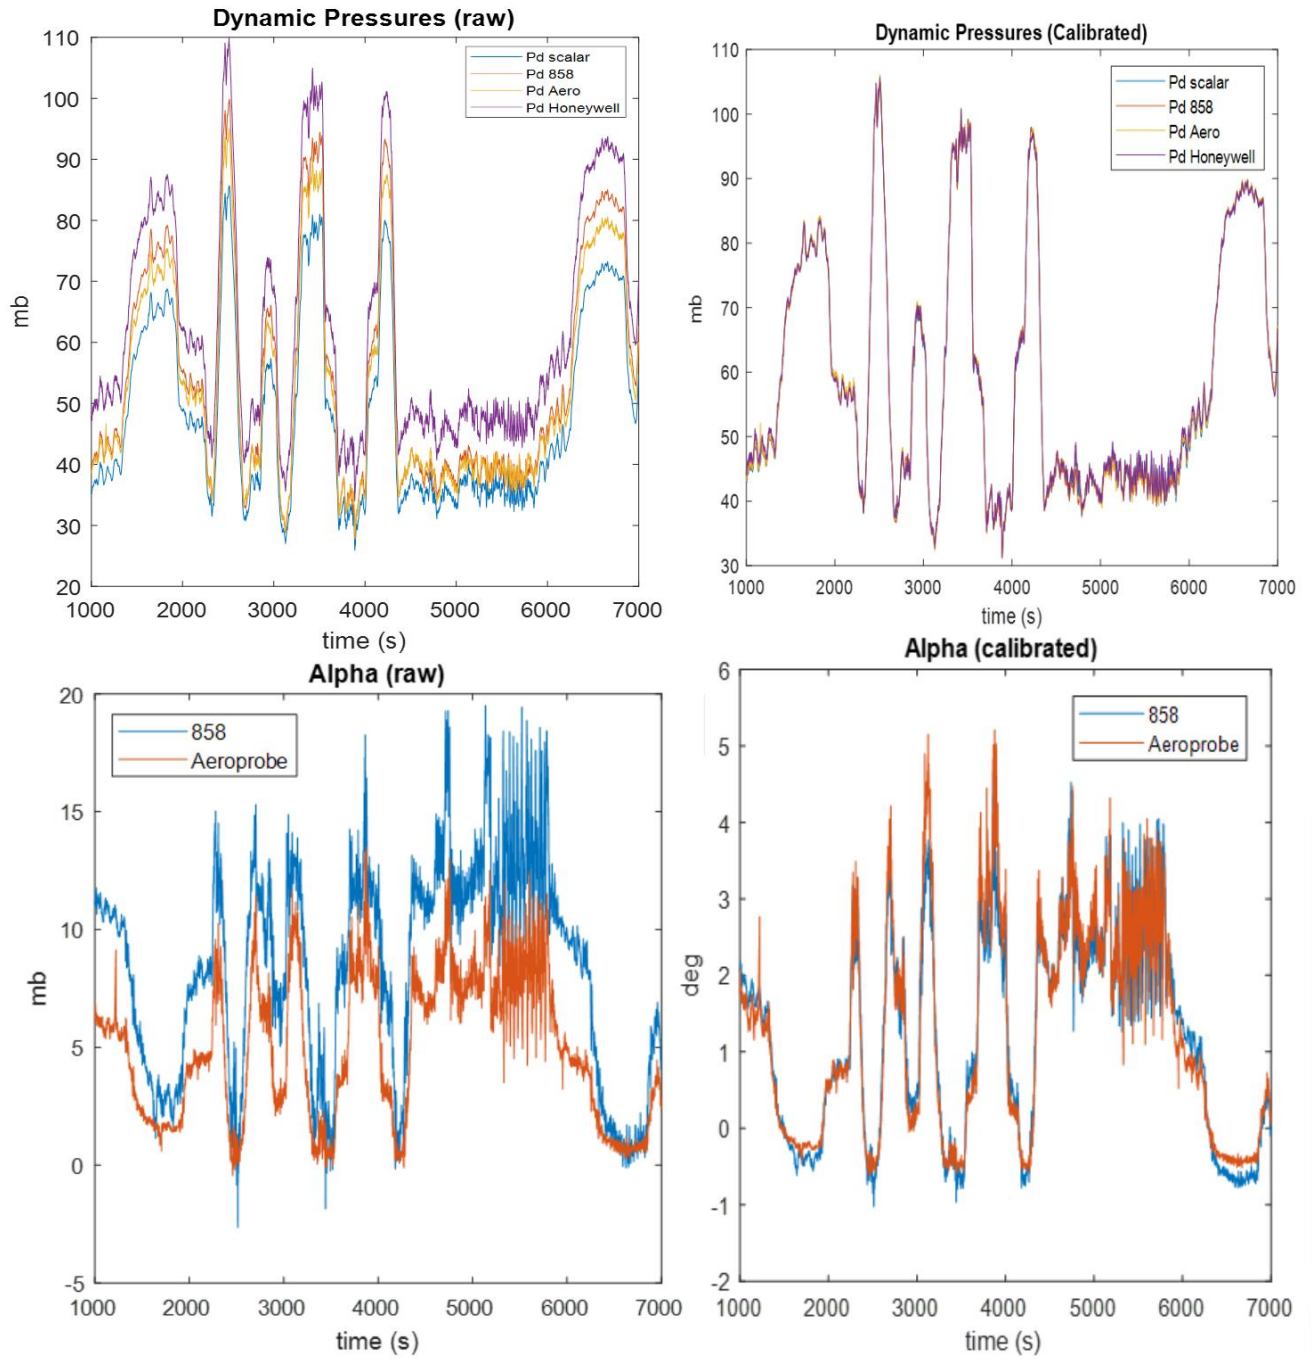 Dynamic Pressures (raw)
mb
110
100
90
80
70
60
50
40
30
20
Pd scalar
Pd 858
Pd Aero
Pd Honeywell
1000 2000 3000 4000 5000 6000 7000
time (s)
Dynamic Pressures (Calibrated)
mb
110
100
90
80
70
60
50
40
30
Pd scalar
Pd 858
Pd Aero
Pd Honeywell
1000 2000 3000 4000 5000 6000 7000
time (s)
Alpha (raw)
mb
20
15
10
5
0
-5
858
Aeroprobe
1000 2000 3000 4000 5000 6000 7000
time (s)
Alpha (calibrated)
deg
6
5
4
3
2
1
0
-1
-2
858
Aeroprobe
1000 2000 3000 4000 5000 6000 7000
time (s)